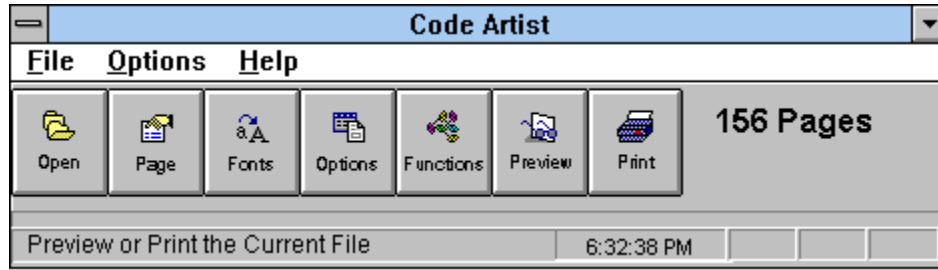 Code Artist
File Options Help
Open Page Fonts Options Functions Preview Print 156 Pages
Preview or Print the Current File 6:32:38 PM